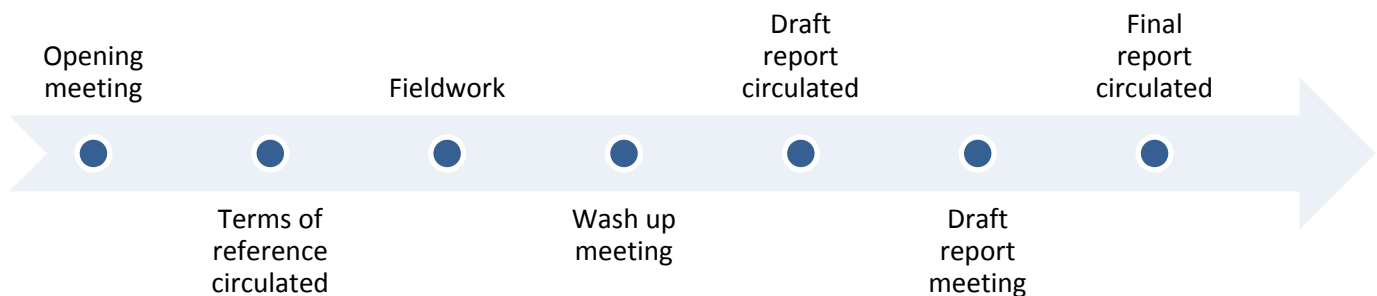 Opening
meeting
Terms of
reference
circulated
Fieldwork
Wash up
meeting
Draft
report
circulated
Draft
report
meeting
Final
report
circulated